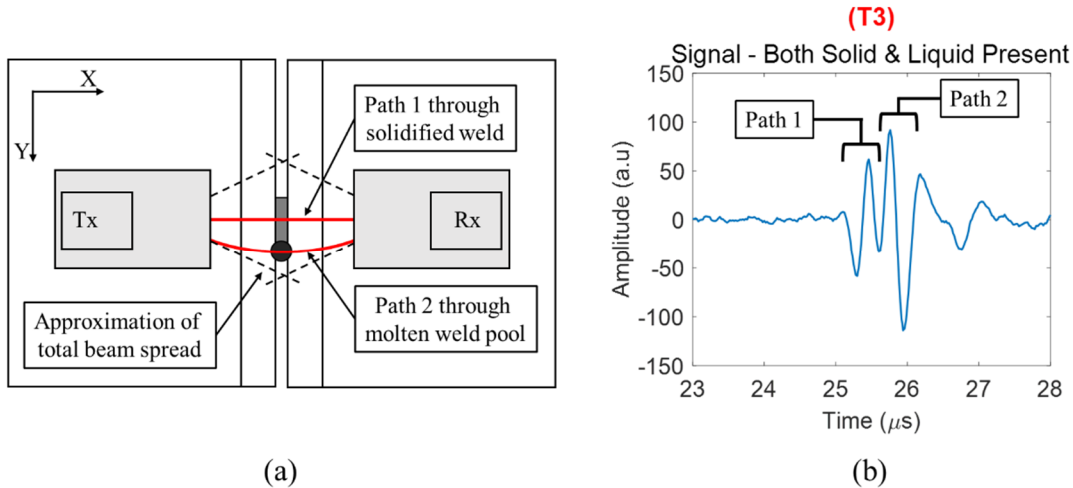 X
Y
Path 1 through
solidified weld
Tx
Rx
Approximation of
total beam spread
Path 2 through
molten weld pool
(a)
(T3)
Signal - Both Solid & Liquid Present
150
100
50
0
-50
-100
-150
Amplitude (a.u)
Path 1
Path 2
23 24 25 26 27 28
Time (μs)
(b)